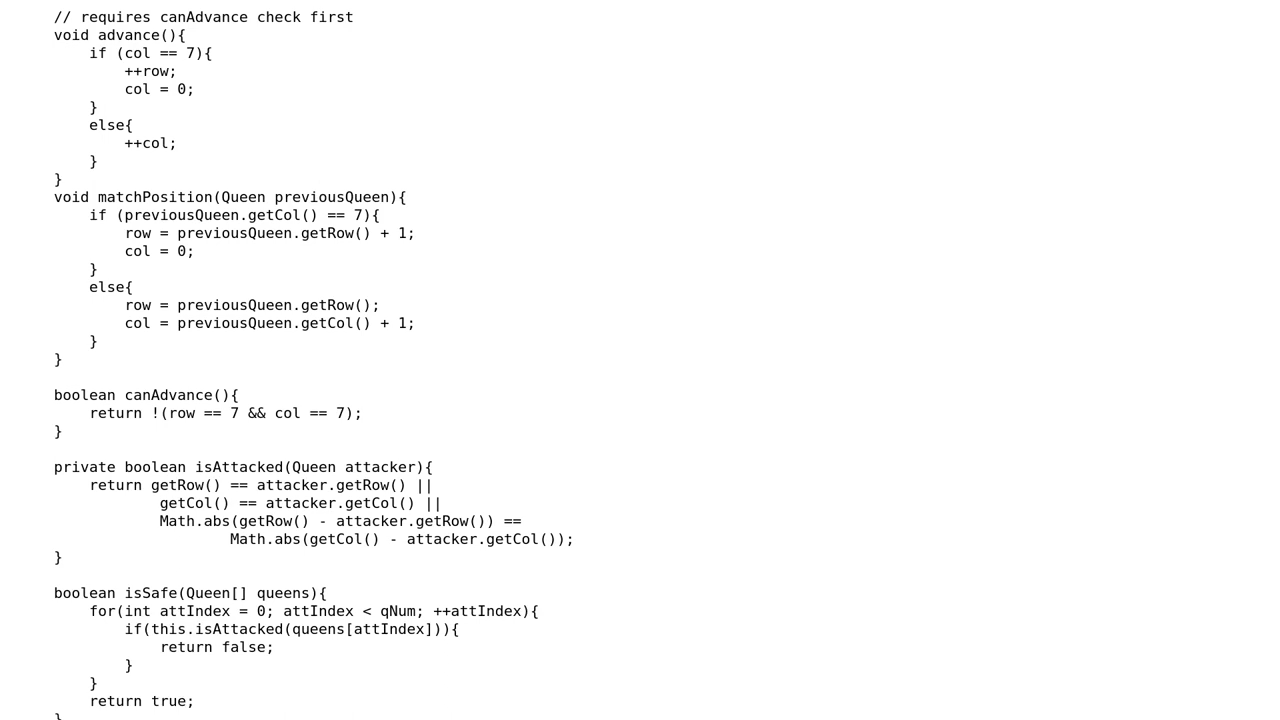 // requires canAdvance check first
void advance(){
    if (col == 7){
        ++row;
        col = 0;
    }
    else{
        ++col;
    }
}
void matchPosition(Queen previousQueen){
    if (previousQueen.getCol() == 7){
        row = previousQueen.getRow() + 1;
        col = 0;
    }
    else{
        row = previousQueen.getRow();
        col = previousQueen.getCol() + 1;
    }
}

boolean canAdvance(){
    return !(row == 7 && col == 7);
}

private boolean isAttacked(Queen attacker){
    return getRow() == attacker.getRow() ||
            getCol() == attacker.getCol() ||
            Math.abs(getRow() - attacker.getRow()) ==
                    Math.abs(getCol() - attacker.getCol());
}

boolean isSafe(Queen[] queens){
    for(int attIndex = 0; attIndex < qNum; ++attIndex){
        if(this.isAttacked(queens[attIndex])){
            return false;
        }
    }
    return true;
}